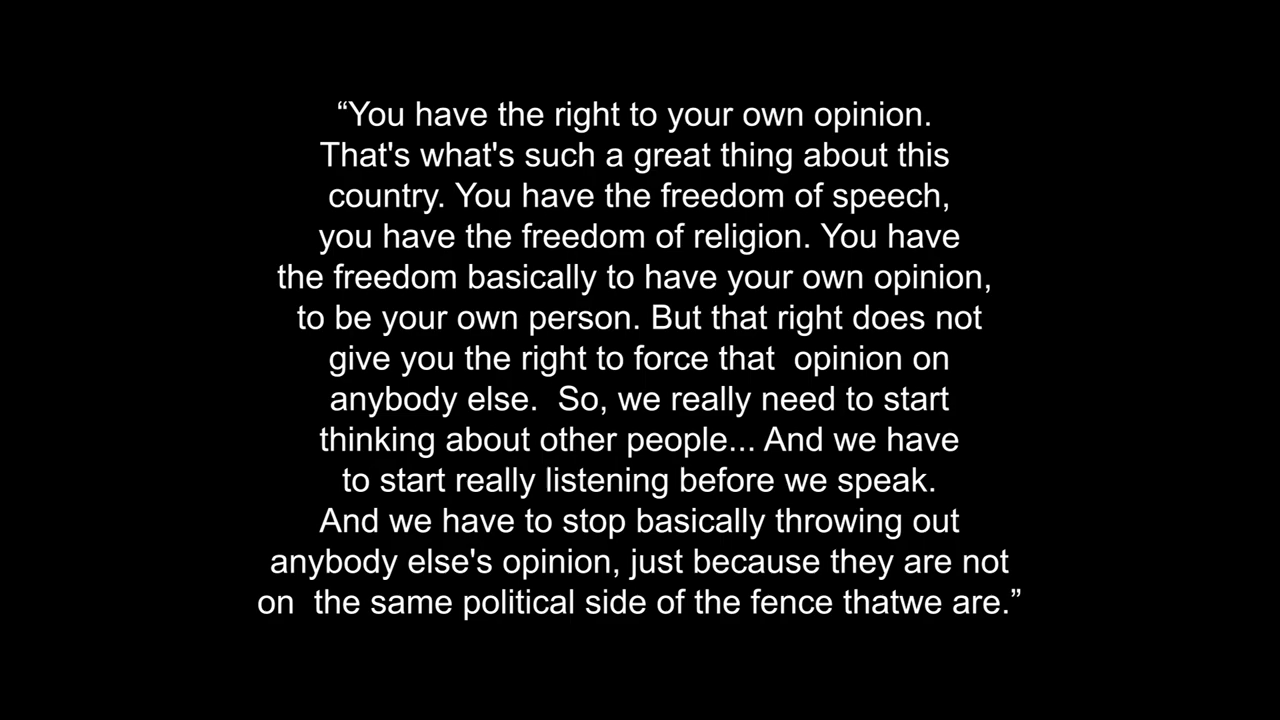 “You have the right to your own opinion.
That's what's such a great thing about this
country. You have the freedom of speech,
you have the freedom of religion. You have
the freedom basically to have your own opinion,
to be your own person. But that right does not
give you the right to force that  opinion on
anybody else.  So, we really need to start
thinking about other people... And we have
to start really listening before we speak.
And we have to stop basically throwing out
anybody else's opinion, just because they are not
on  the same political side of the fence thatwe are.”